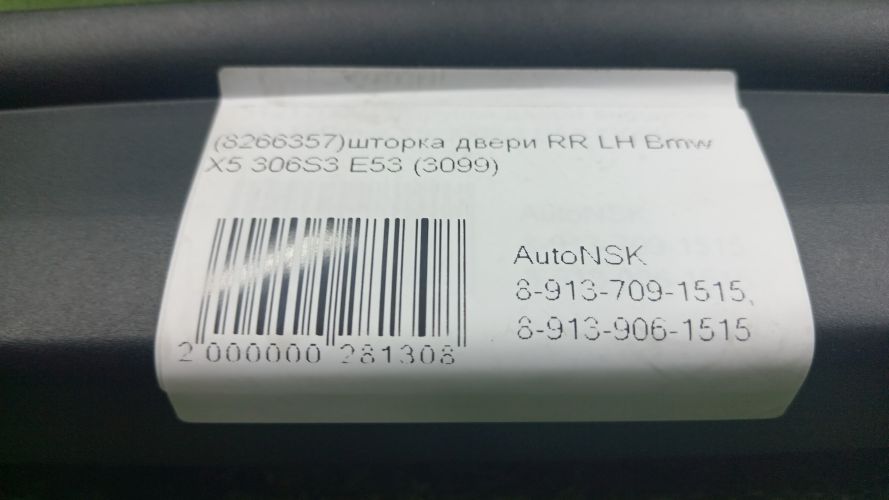 (8266357)шторка двери RR LH Bmw
X5 306S3 E53 (3099)
AutoNSK
8-913-709-1515,
8-913-906-1515
2 000000 281308